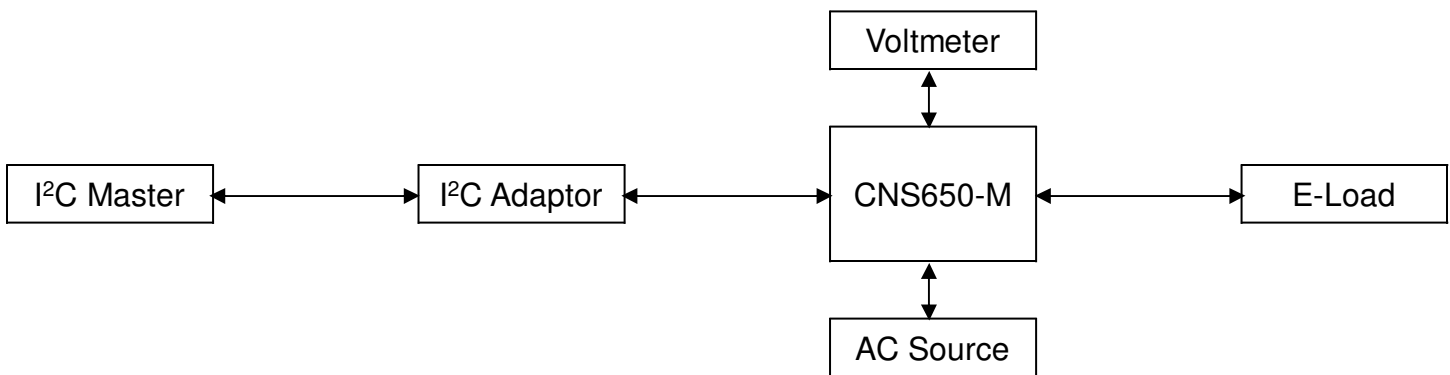 Voltmeter
I²C Master
I²C Adaptor
CNS650-M
E-Load
AC Source